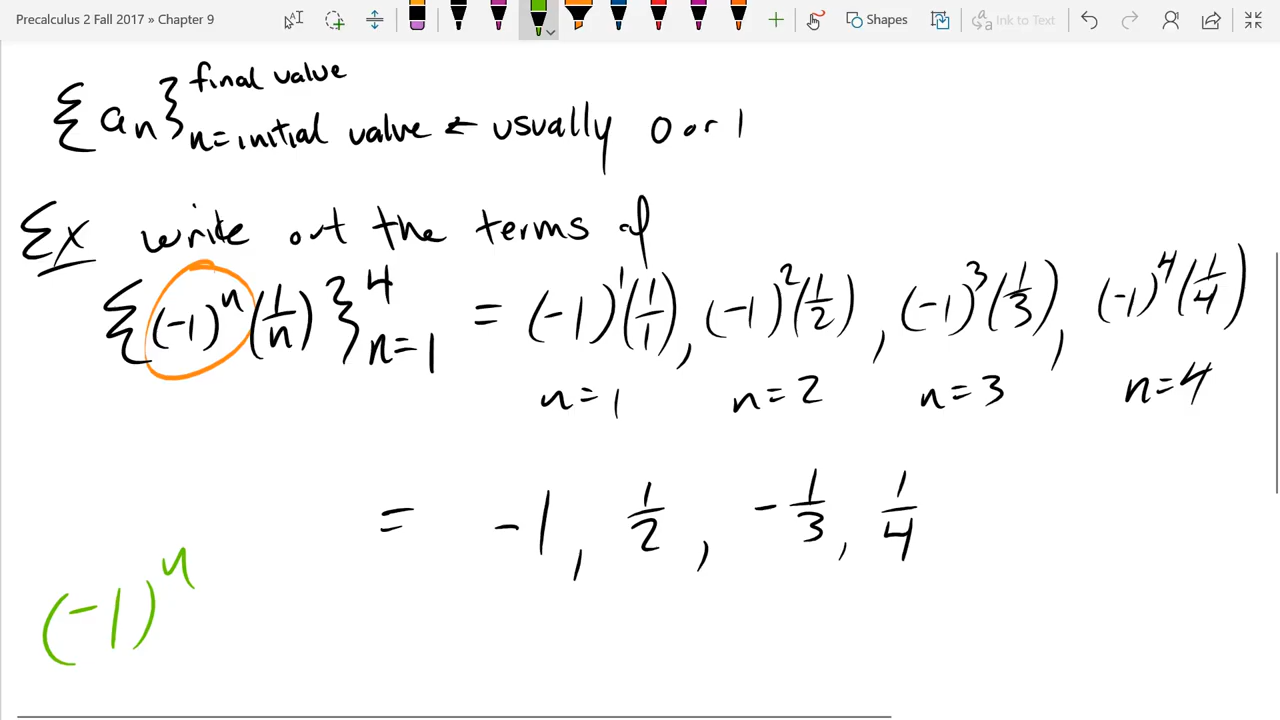 Precalculus 2 Fall 2017 » Chapter 9
Shapes
Ink to Text
{an} final value
n = initial value ← usually 0 or 1
Ex write out the terms of
{(-1)^n (1/n)}^4 n=1 = (-1)^1 (1/1), (-1)^2 (1/2), (-1)^3 (1/3), (-1)^4 (1/4)
n=1 n=2 n=3 n=4
= -1, 1/2, -1/3, 1/4
(-1)^n